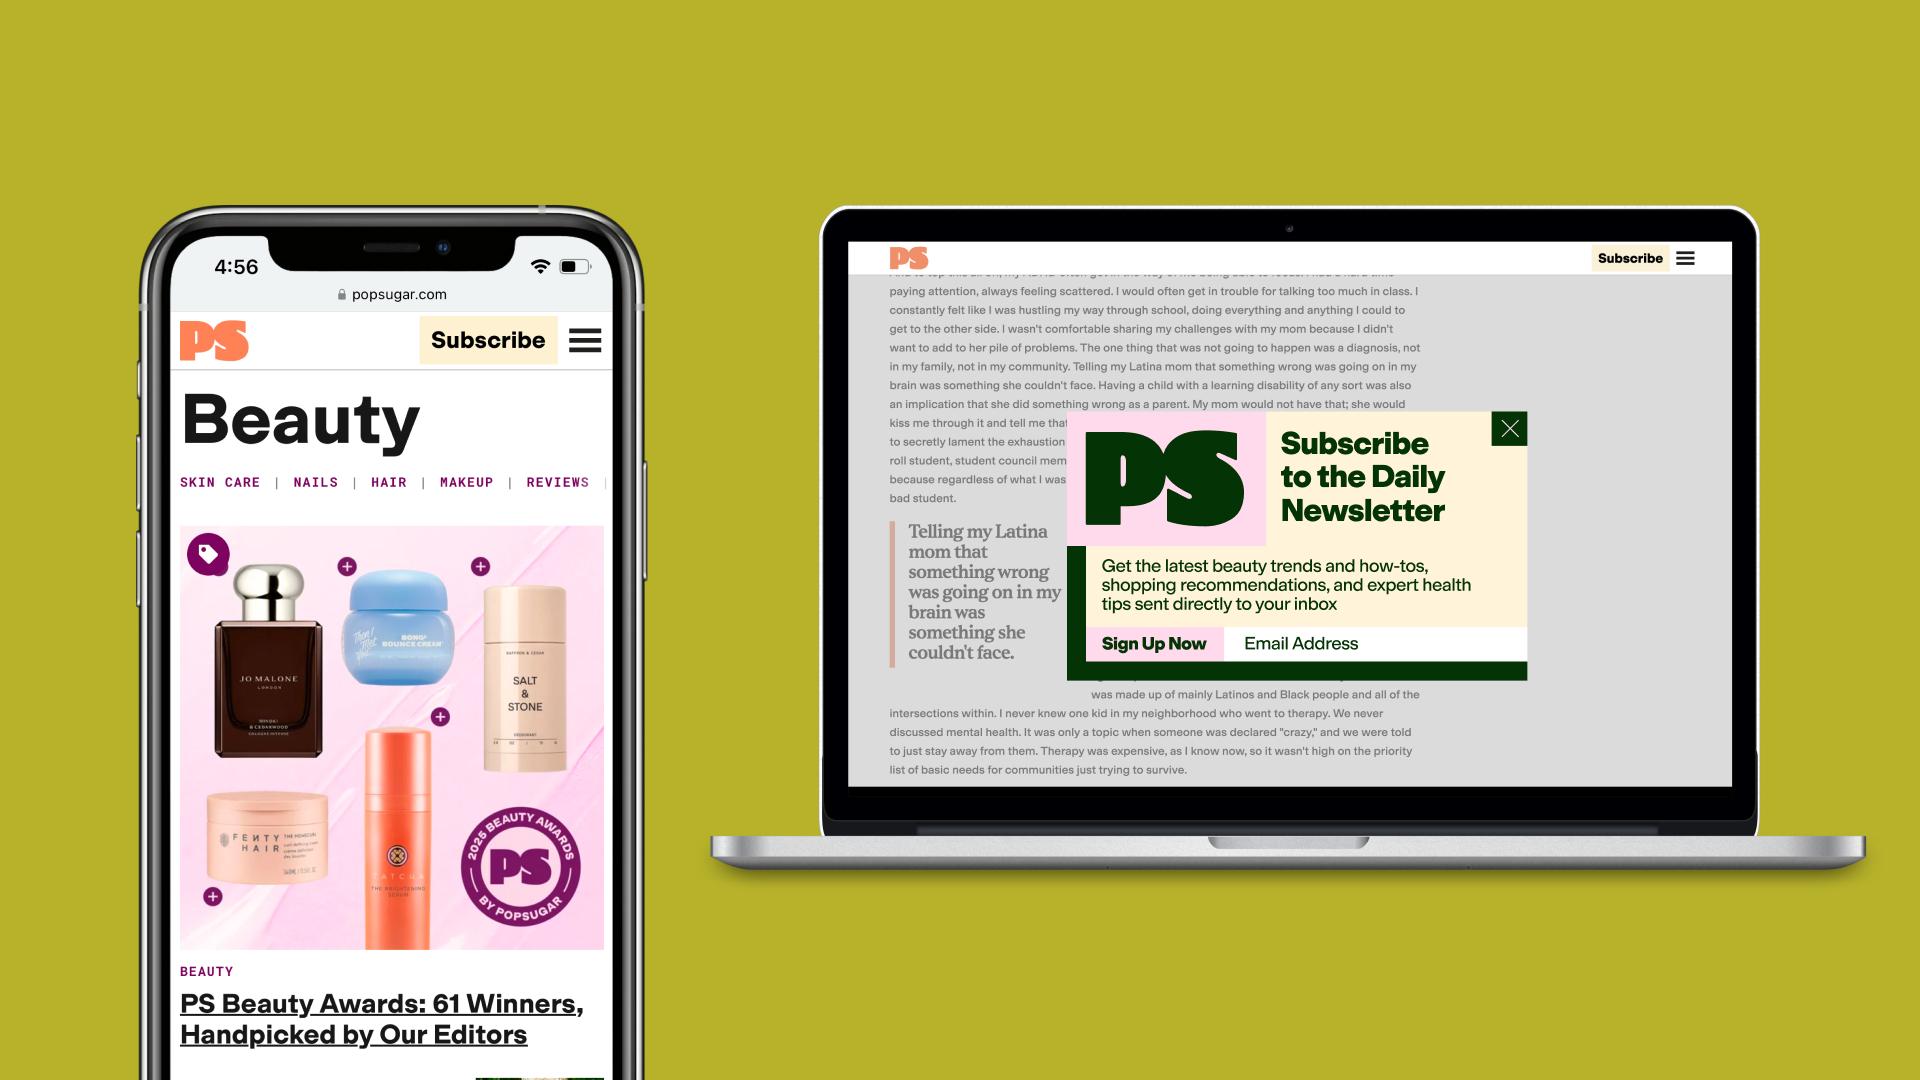 4:56
popsugar.com
PS
Subscribe
Beauty
SKIN CARE | NAILS | HAIR | MAKEUP | REVIEWS |
Then I Met You
BONG²
BOUNCE CREAM
JO MALONE
LONDON
& CEDARWOOD
COLOGNE INTENSE
SAFFRON & CEDAR
SALT
&
STONE
DEODORANT
FENTY
HAIR
THE HOMECURL
TATCHA
THE BRIGHTENING
SERUM
2025 BEAUTY AWARDS
PS
BY POPSUGAR
BEAUTY
PS Beauty Awards: 61 Winners,
Handpicked by Our Editors
PS
Subscribe
paying attention, always feeling scattered. I would often get in trouble for talking too much in class. I
constantly felt like I was hustling my way through school, doing everything and anything I could to
get to the other side. I wasn't comfortable sharing my challenges with my mom because I didn't
want to add to her pile of problems. The one thing that was not going to happen was a diagnosis, not
in my family, not in my community. Telling my Latina mom that something wrong was going on in my
brain was something she couldn't face. Having a child with a learning disability of any sort was also
an implication that she did something wrong as a parent. My mom would not have that; she would
kiss me through it and tell me that
to secretly lament the exhaustion
roll student, student council mem
because regardless of what I was
bad student.
Telling my Latina
mom that
something wrong
was going on in my
brain was
something she
couldn't face.
PS
Subscribe
to the Daily
Newsletter
Get the latest beauty trends and how-tos,
shopping recommendations, and expert health
tips sent directly to your inbox
Sign Up Now
Email Address
was made up of mainly Latinos and Black people and all of the
intersections within. I never knew one kid in my neighborhood who went to therapy. We never
discussed mental health. It was only a topic when someone was declared "crazy," and we were told
to just stay away from them. Therapy was expensive, as I know now, so it wasn't high on the priority
list of basic needs for communities just trying to survive.